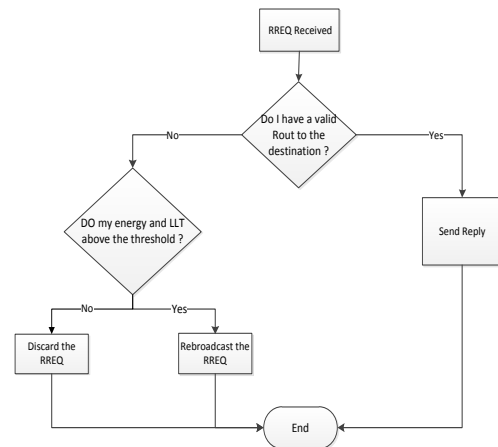 RREQ Received
Do I have a valid
Rout to the
destination ?
No
Yes
DO my energy and LLT
above the threshold ?
Send Reply
No
Yes
Discard the
RREQ
Rebroadcast the
RREQ
End